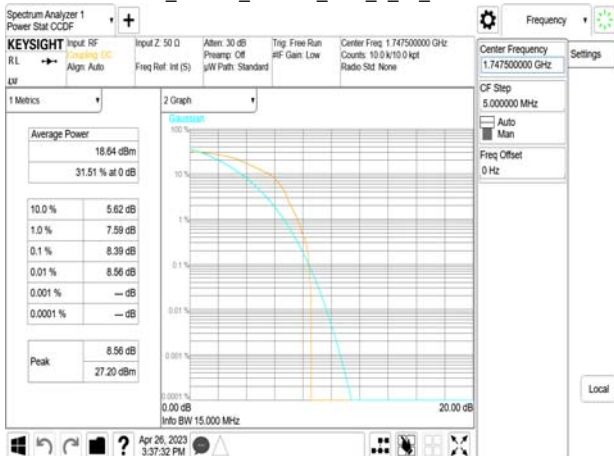 Spectrum Analyzer 1
Power Stat CCDF
+
Frequency
KEYSIGHT
RL
Input: RF
Coupling: DC
Align: Auto
Input Z: 50 Ω
Freq Ref: Int (S)
Atten: 30 dB
Preamp: Off
µW Path: Standard
Trig: Free Run
#IF Gain: Low
Center Freq: 1.747500000 GHz
Counts: 10.0 k/10.0 kpt
Radio Std: None
Center Frequency
1.747500000 GHz
Settings
CF Step
5.000000 MHz
Auto
Man
Freq Offset
0 Hz
Local
1 Metrics
Average Power
18.64 dBm
31.51 % at 0 dB
10.0 % 5.62 dB
1.0 % 7.59 dB
0.1 % 8.39 dB
0.01 % 8.56 dB
0.001 % --- dB
0.0001 % --- dB
Peak
8.56 dB
27.20 dBm
2 Graph
Gaussian
100 %
10 %
1 %
0.1 %
0.01 %
0.001 %
0.0001 %
0.00 dB 20.00 dB
Info BW 15.000 MHz
?
Apr 26, 2023
3:37:32 PM